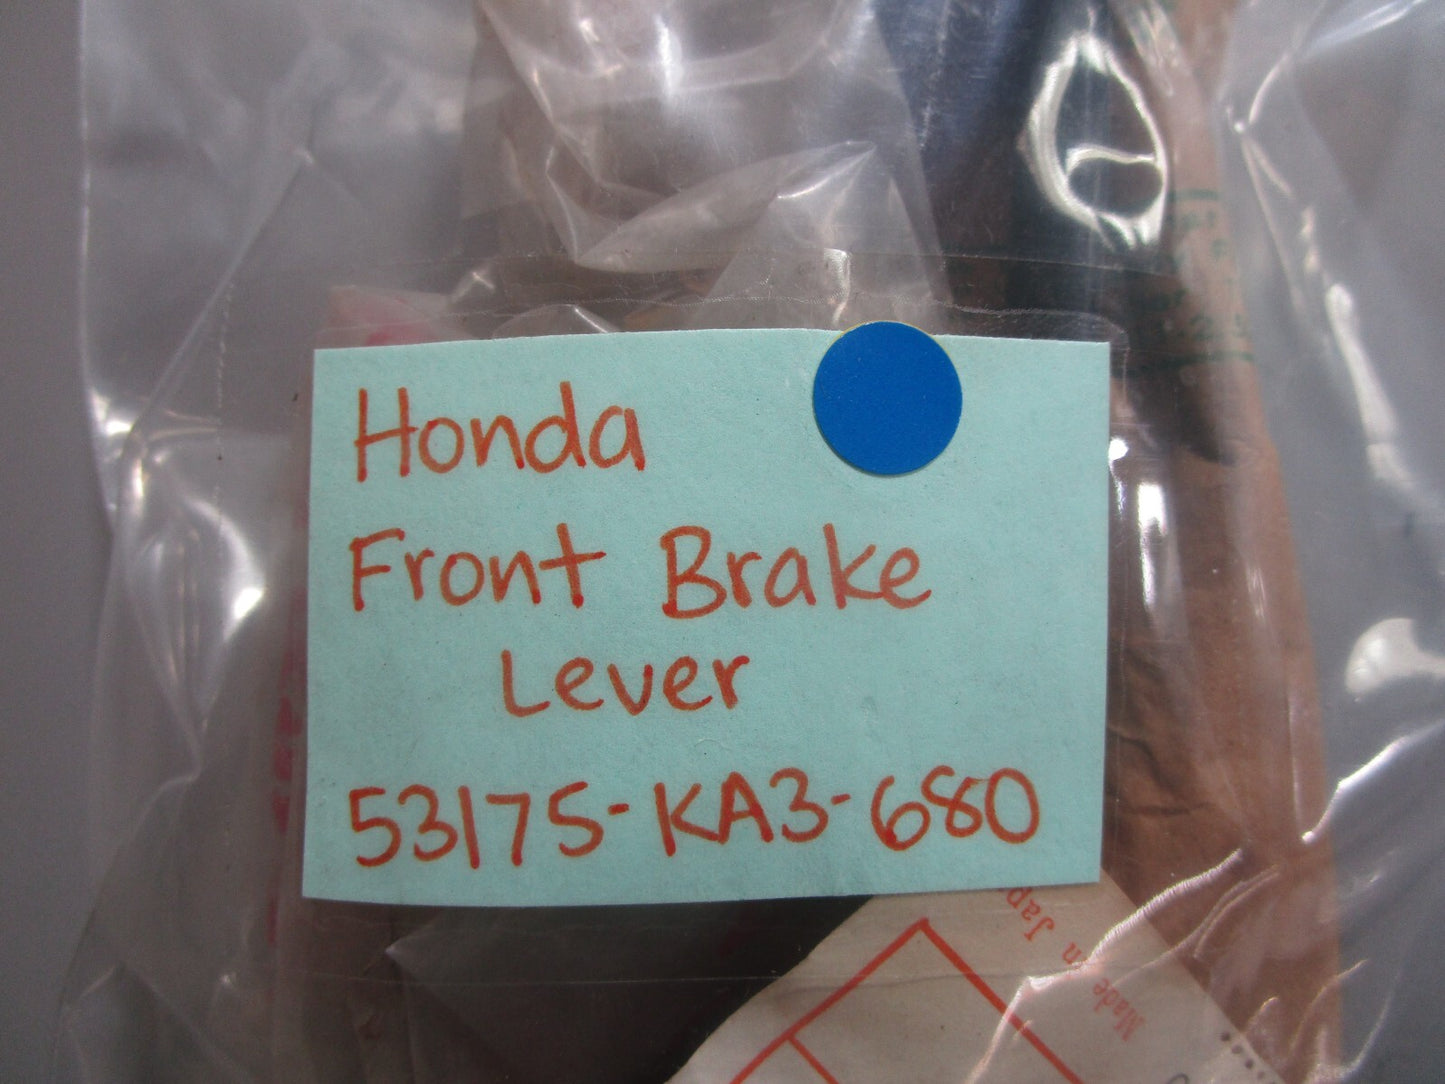 Honda
Front Brake
Lever
53175-KA3-680
Made in Jap